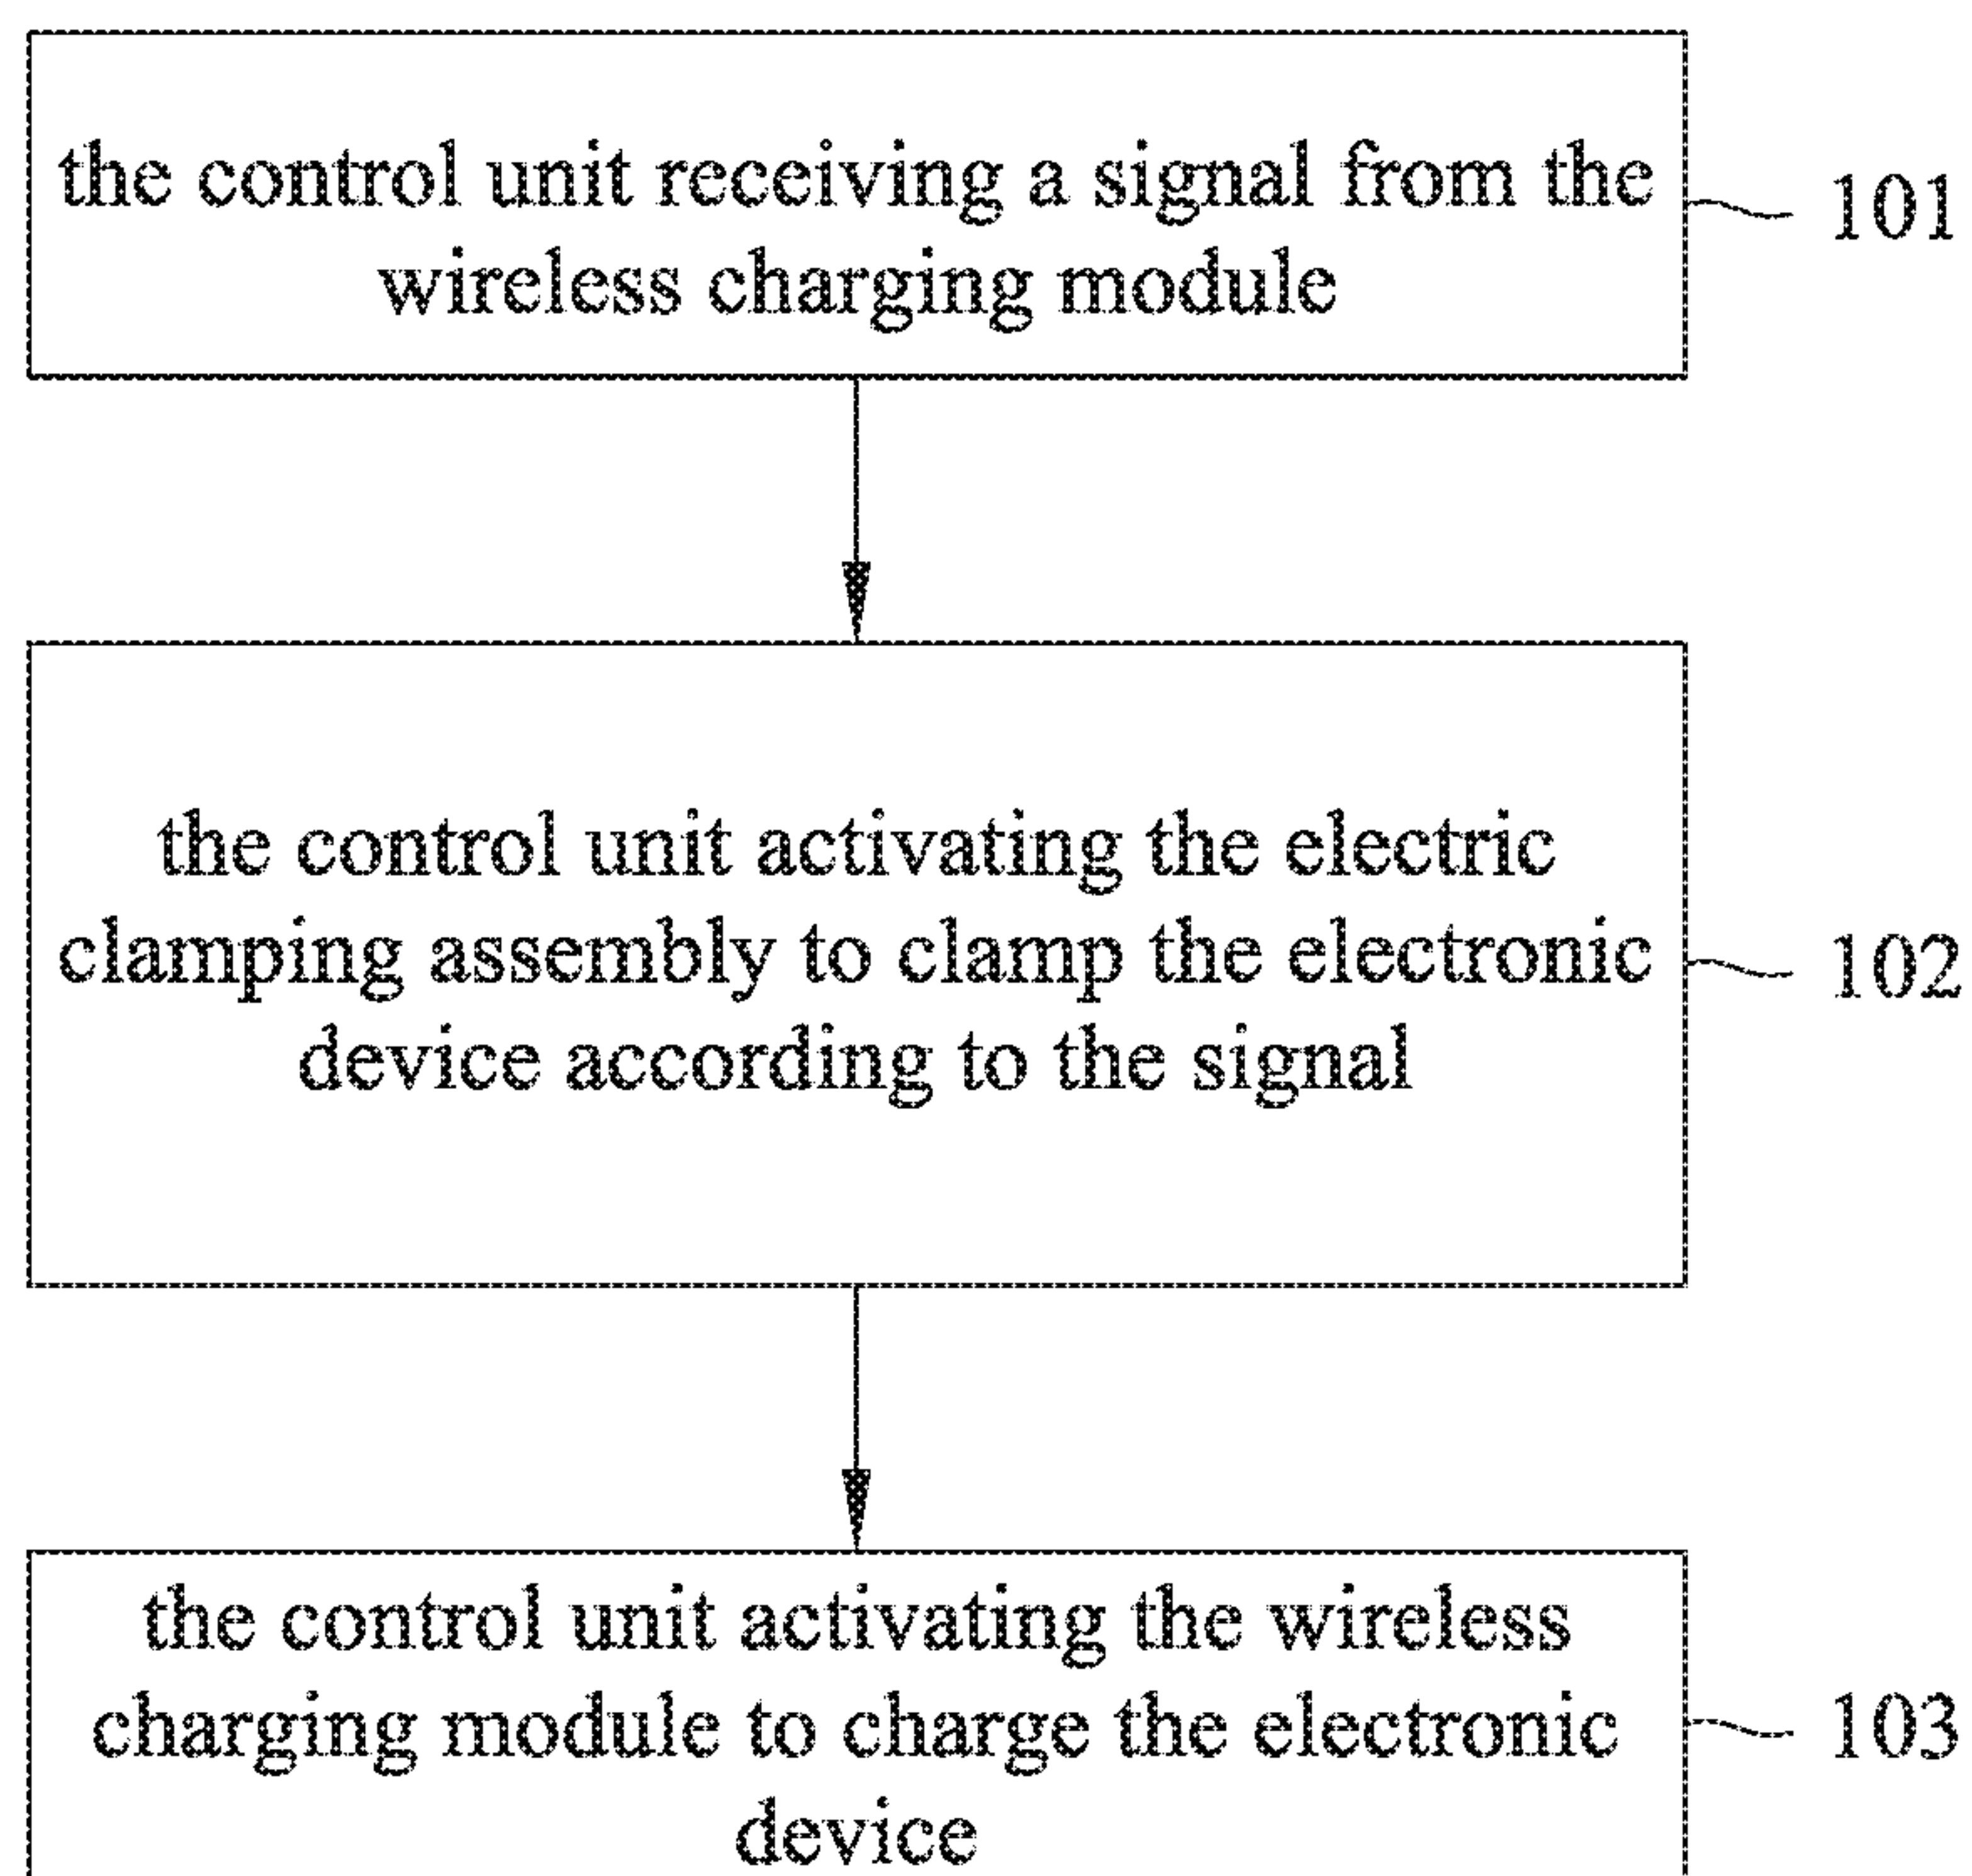 the control unit receiving a signal from the
wireless charging module
101
the control unit activating the electric
clamping assembly to clamp the electronic
device according to the signal
102
the control unit activating the wireless
charging module to charge the electronic
device
103